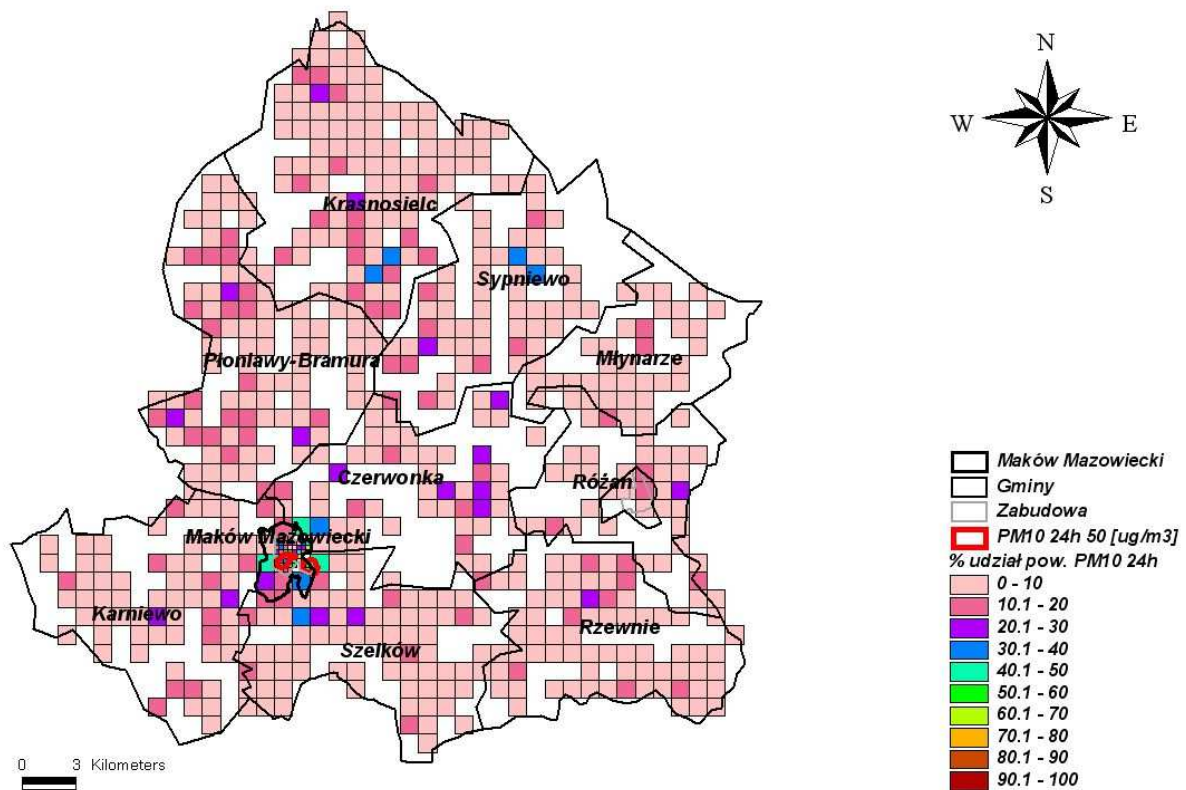 N
W E
S
Krasnosielc
Sypniewo
Płoniawy-Bramura
Młynarze
Czerwonka
Różan
Maków Mazowiecki
Karniewo
Szelków
Rzewnie
Maków Mazowiecki
Gminy
Zabudowa
PM10 24h 50 [ug/m3]
% udział pow. PM10 24h
0 - 10
10.1 - 20
20.1 - 30
30.1 - 40
40.1 - 50
50.1 - 60
60.1 - 70
70.1 - 80
80.1 - 90
90.1 - 100
0 3 Kilometers